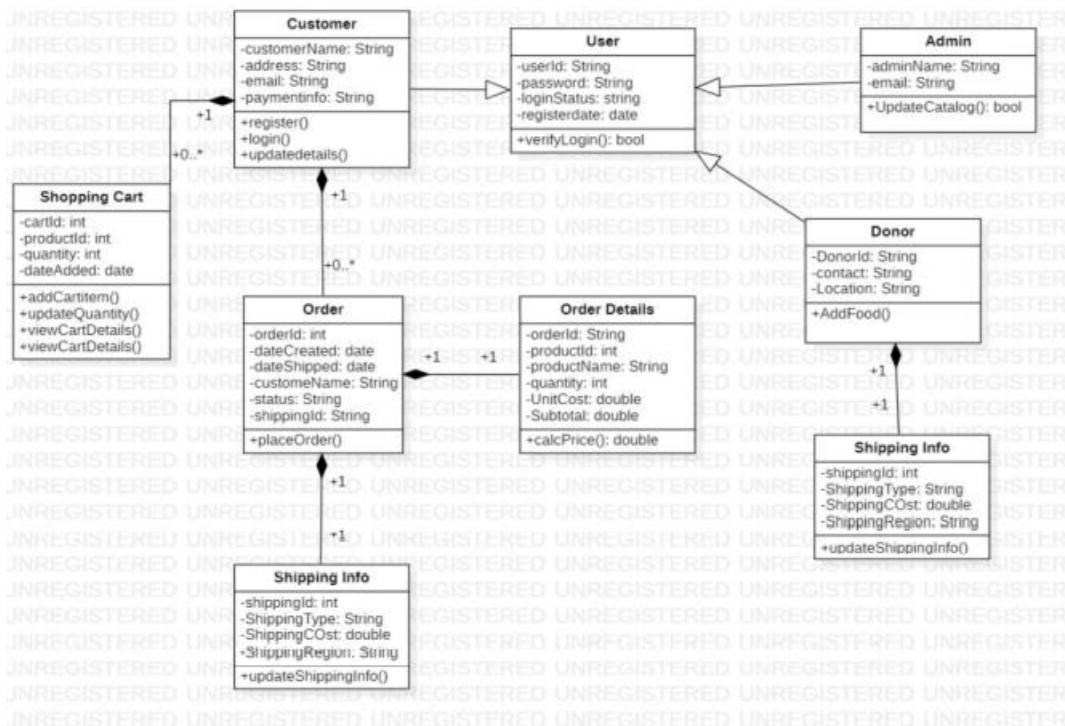 Customer
-customerName: String
-address: String
-email: String
-paymentinfo: String
+register()
+login()
+updatedetails()
User
-userId: String
-password: String
-loginStatus: string
-registerdate: date
+verifyLogin(): bool
Admin
-adminName: String
-email: String
+UpdateCatalog(): bool
+1
+0..*
+1
+0..*
Shopping Cart
-cartId: int
-productId: int
-quantity: int
-dateAdded: date
+addCartitem()
+updateQuantity()
+viewCartDetails()
+viewCartDetails()
Donor
-DonorId: String
-contact: String
-Location: String
+AddFood()
Order
-orderId: int
-dateCreated: date
-dateShipped: date
-customeName: String
-status: String
-shippingId: String
+placeOrder()
+1
+1
Order Details
-orderId: String
-productId: int
-productName: String
-quantity: int
-UnitCost: double
-Subtotal: double
+calcPrice(): double
+1
+1
Shipping Info
-shippingId: int
-ShippingType: String
-ShippingCOst: double
-ShippingRegion: String
+updateShippingInfo()
+1
+1
Shipping Info
-shippingId: int
-ShippingType: String
-ShippingCOst: double
-ShippingRegion: String
+updateShippingInfo()
UNREGISTERED